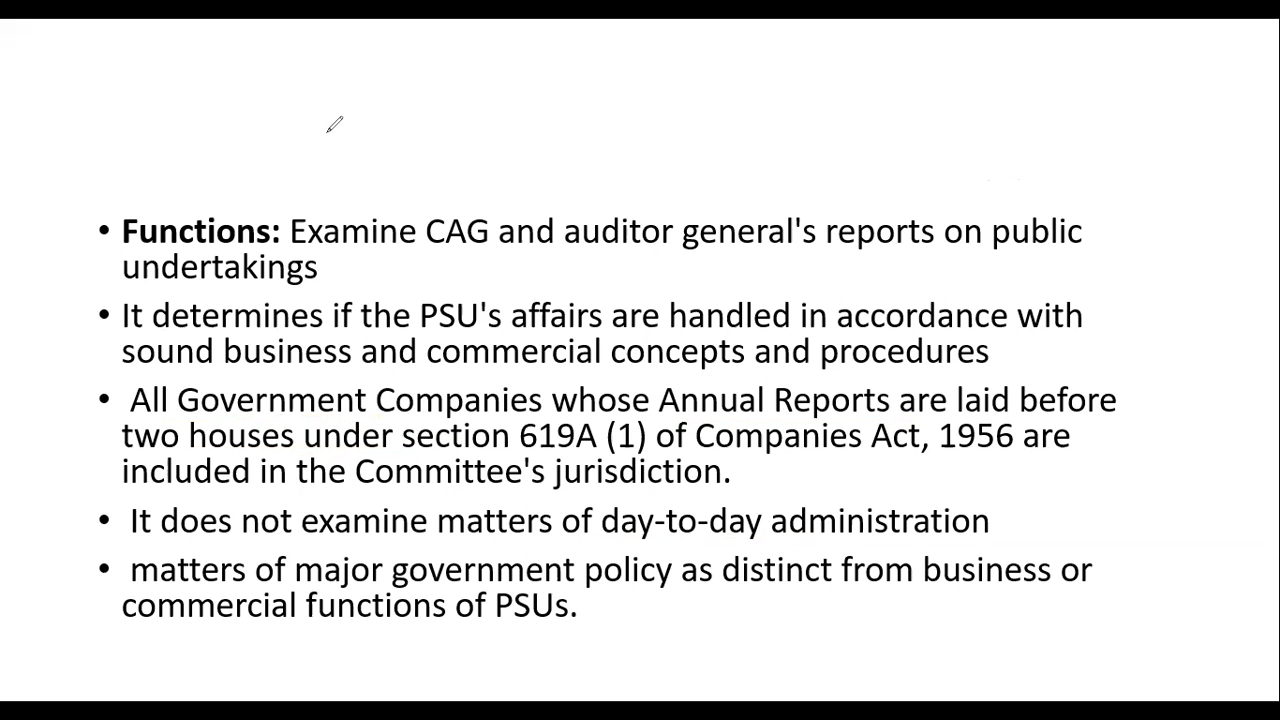 • Functions: Examine CAG and auditor general's reports on public
undertakings
• It determines if the PSU's affairs are handled in accordance with
sound business and commercial concepts and procedures
• All Government Companies whose Annual Reports are laid before
two houses under section 619A (1) of Companies Act, 1956 are
included in the Committee's jurisdiction.
• It does not examine matters of day-to-day administration
• matters of major government policy as distinct from business or
commercial functions of PSUs.